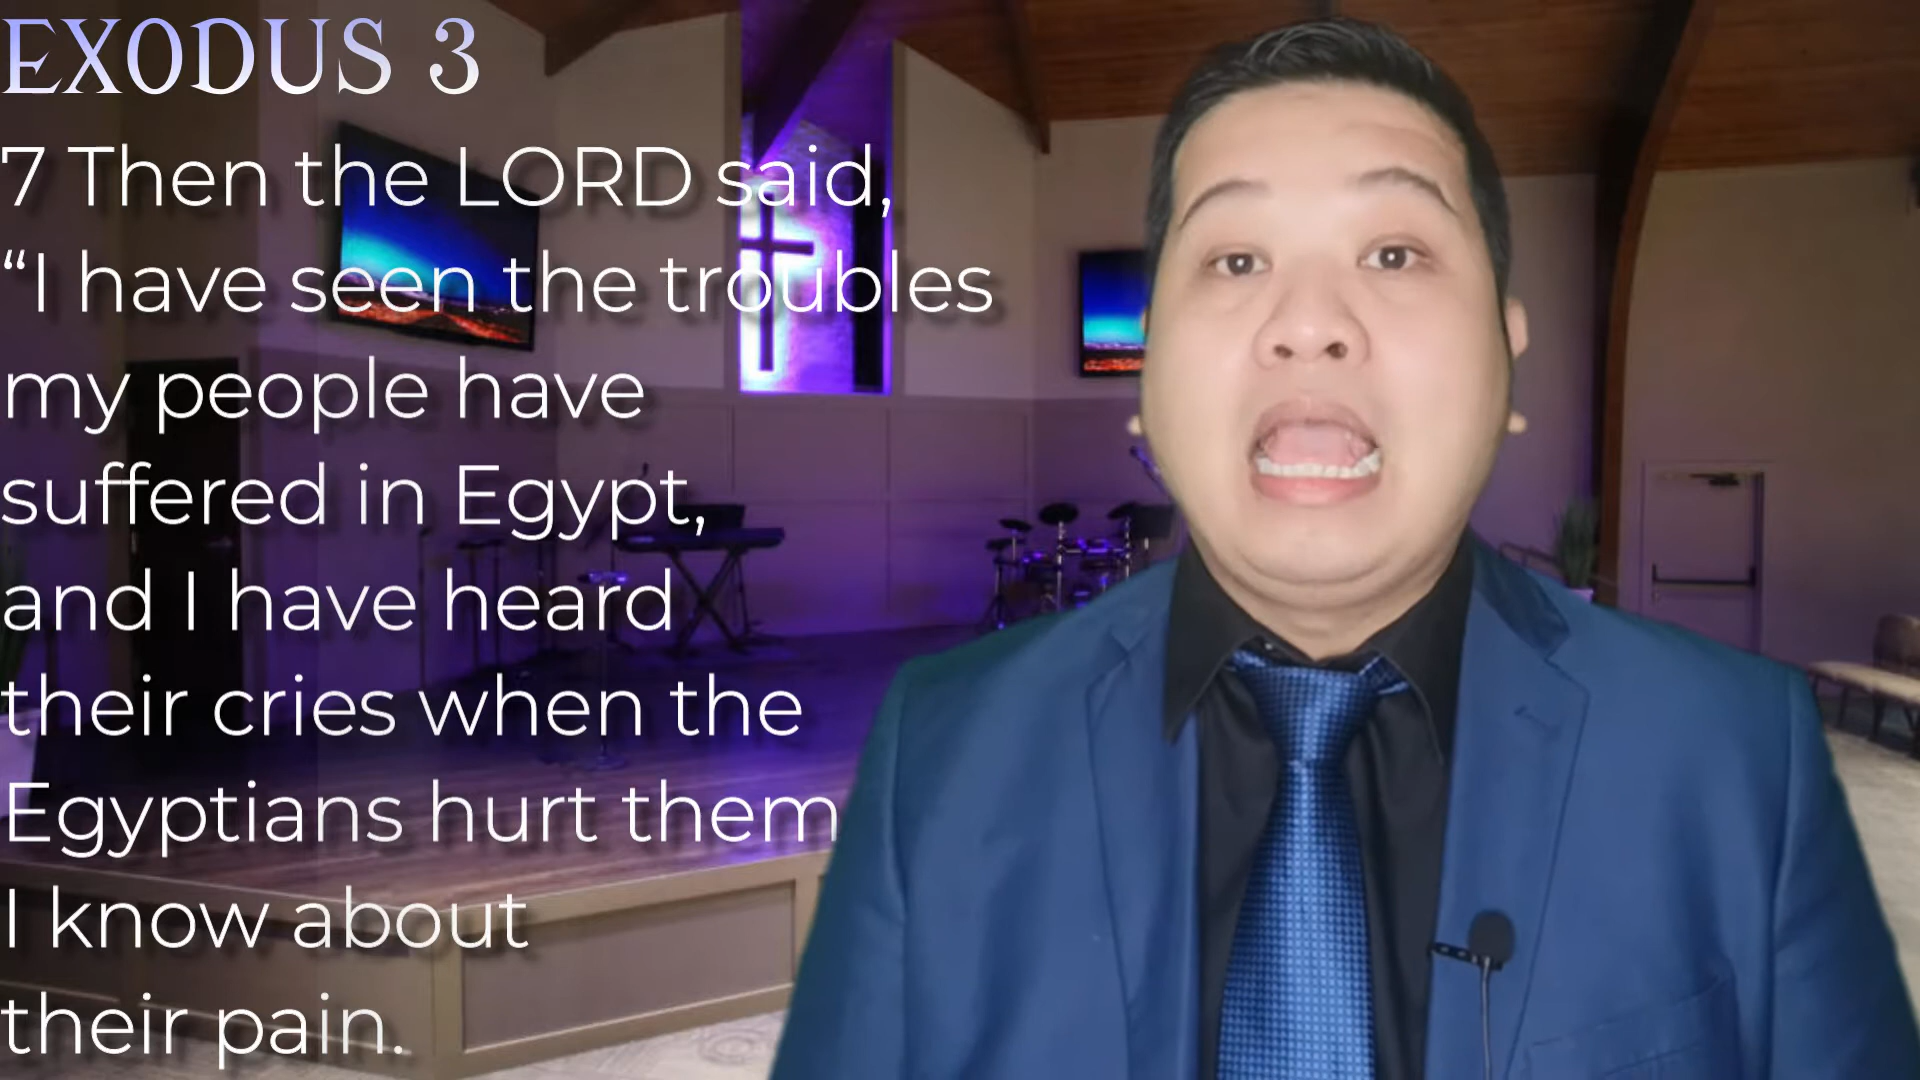 EXODUS 3
7 Then the LORD said,
“I have seen the troubles
my people have
suffered in Egypt,
and I have heard
their cries when the
Egyptians hurt them
I know about
their pain.